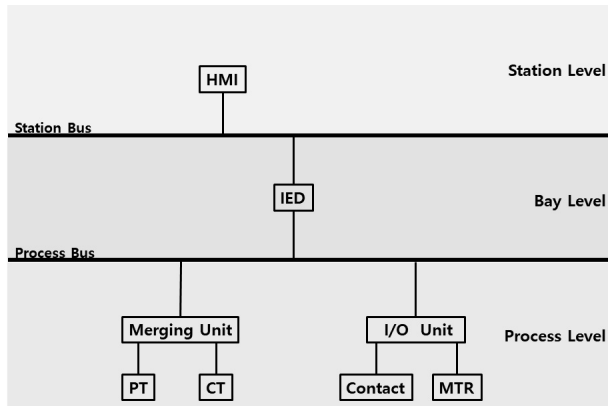 HMI
Station Level
Station Bus
IED
Bay Level
Process Bus
Merging Unit
I/O Unit
Process Level
PT
CT
Contact
MTR